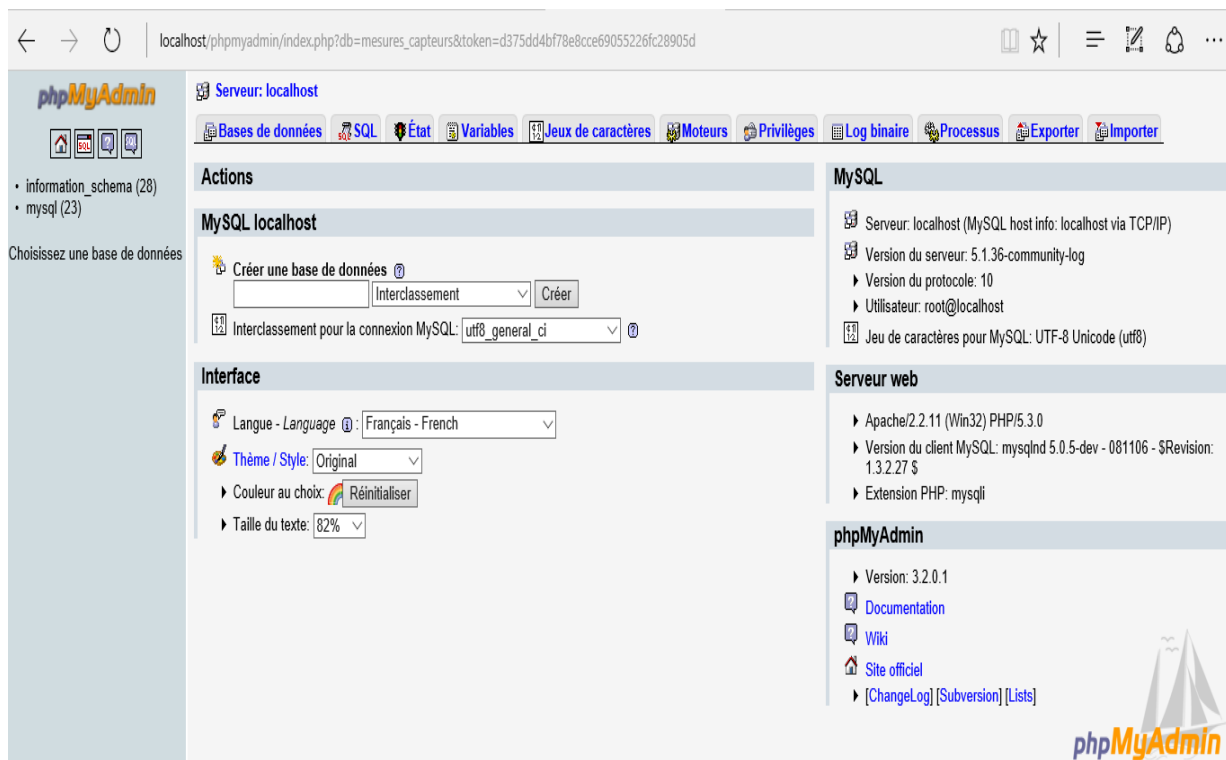 localhost/phpmyadmin/index.php?db=mesures_capteurs&token=d375dd4bf78e8cce69055226fc28905d
phpMyAdmin
SQL
• information_schema (28)
• mysql (23)
Choisissez une base de données
Serveur: localhost
Bases de données SQL État Variables Jeux de caractères Moteurs Privilèges Log binaire Processus Exporter Importer
Actions
MySQL localhost
Créer une base de données
Interclassement Créer
Interclassement pour la connexion MySQL: utf8_general_ci
Interface
Langue - Language : Français - French
Thème / Style: Original
Couleur au choix: Réinitialiser
Taille du texte: 82%
MySQL
Serveur: localhost (MySQL host info: localhost via TCP/IP)
Version du serveur: 5.1.36-community-log
Version du protocole: 10
Utilisateur: root@localhost
Jeu de caractères pour MySQL: UTF-8 Unicode (utf8)
Serveur web
Apache/2.2.11 (Win32) PHP/5.3.0
Version du client MySQL: mysqlnd 5.0.5-dev - 081106 - $Revision:
1.3.2.27 $
Extension PHP: mysqli
phpMyAdmin
Version: 3.2.0.1
Documentation
Wiki
Site officiel
[ChangeLog] [Subversion] [Lists]
phpMyAdmin